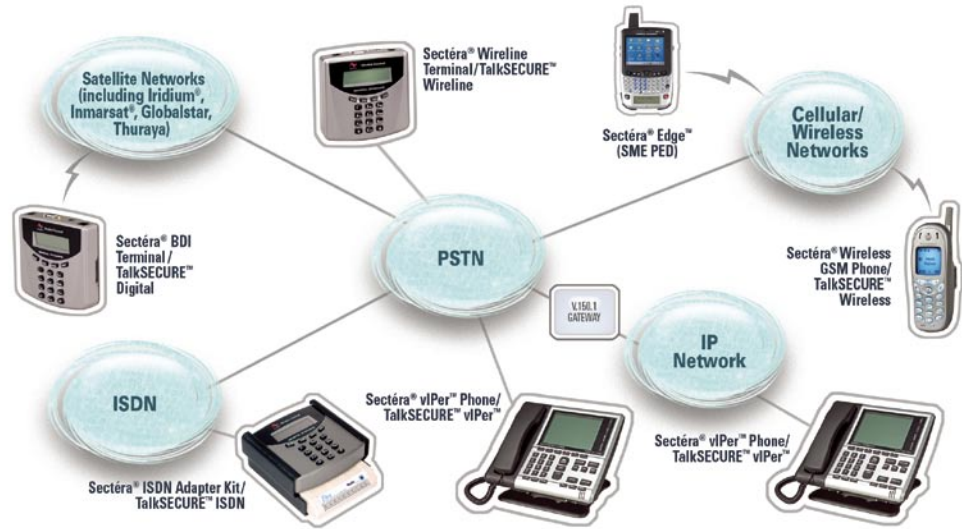 Satellite Networks
(including Iridium®,
Inmarsat®, Globalstar,
Thuraya)
Sectéra® Wireline
Terminal/TalkSECURE™
Wireline
Sectéra® Edge™
(SME PED)
Cellular/
Wireless
Networks
Sectéra® BDI
Terminal /
TalkSECURE™
Digital
PSTN
Sectéra® Wireless
GSM Phone/
TalkSECURE™
Wireless
V.150.1
GATEWAY
IP
Network
ISDN
Sectéra® vIPer™ Phone/
TalkSECURE™ vIPer™
Sectéra® vIPer™ Phone/
TalkSECURE™ vIPer™
Sectéra® ISDN Adapter Kit/
TalkSECURE™ ISDN